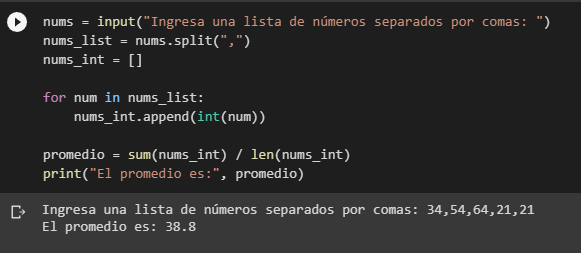 nums = input("Ingresa una lista de números separados por comas: ")
nums_list = nums.split(",")
nums_int = []
for num in nums_list:
    nums_int.append(int(num))
promedio = sum(nums_int) / len(nums_int)
print("El promedio es:", promedio)
Ingresa una lista de números separados por comas: 34,54,64,21,21
El promedio es: 38.8